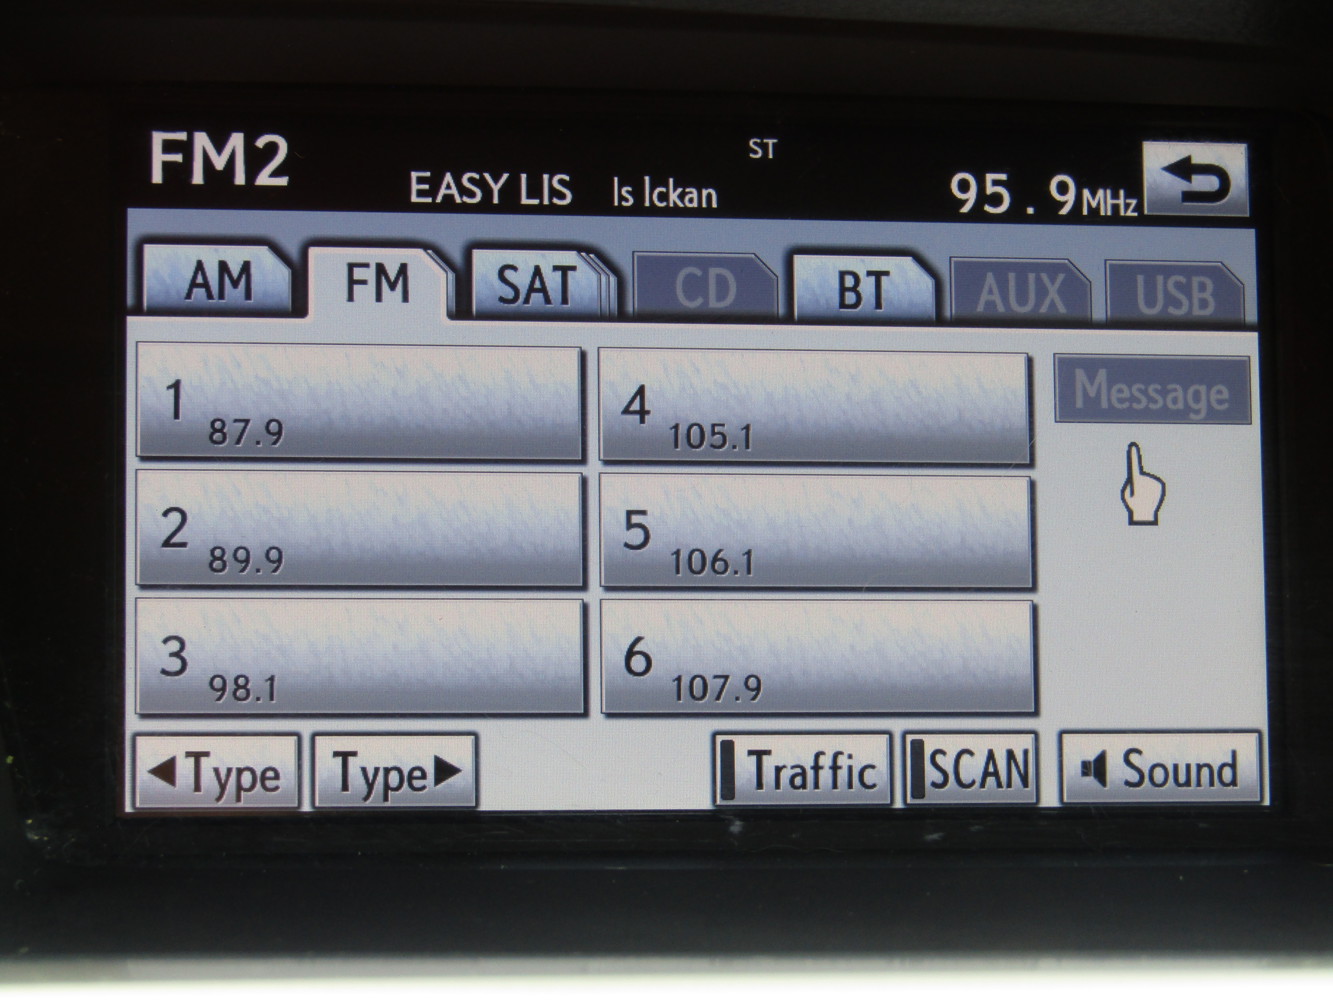 ST
FM2 EASY LIS Is Ickan 95.9MHz
AM FM SAT CD BT AUX USB
1 87.9
4 105.1
Message
2 89.9
5 106.1
3 98.1
6 107.9
Type Type Traffic SCAN Sound